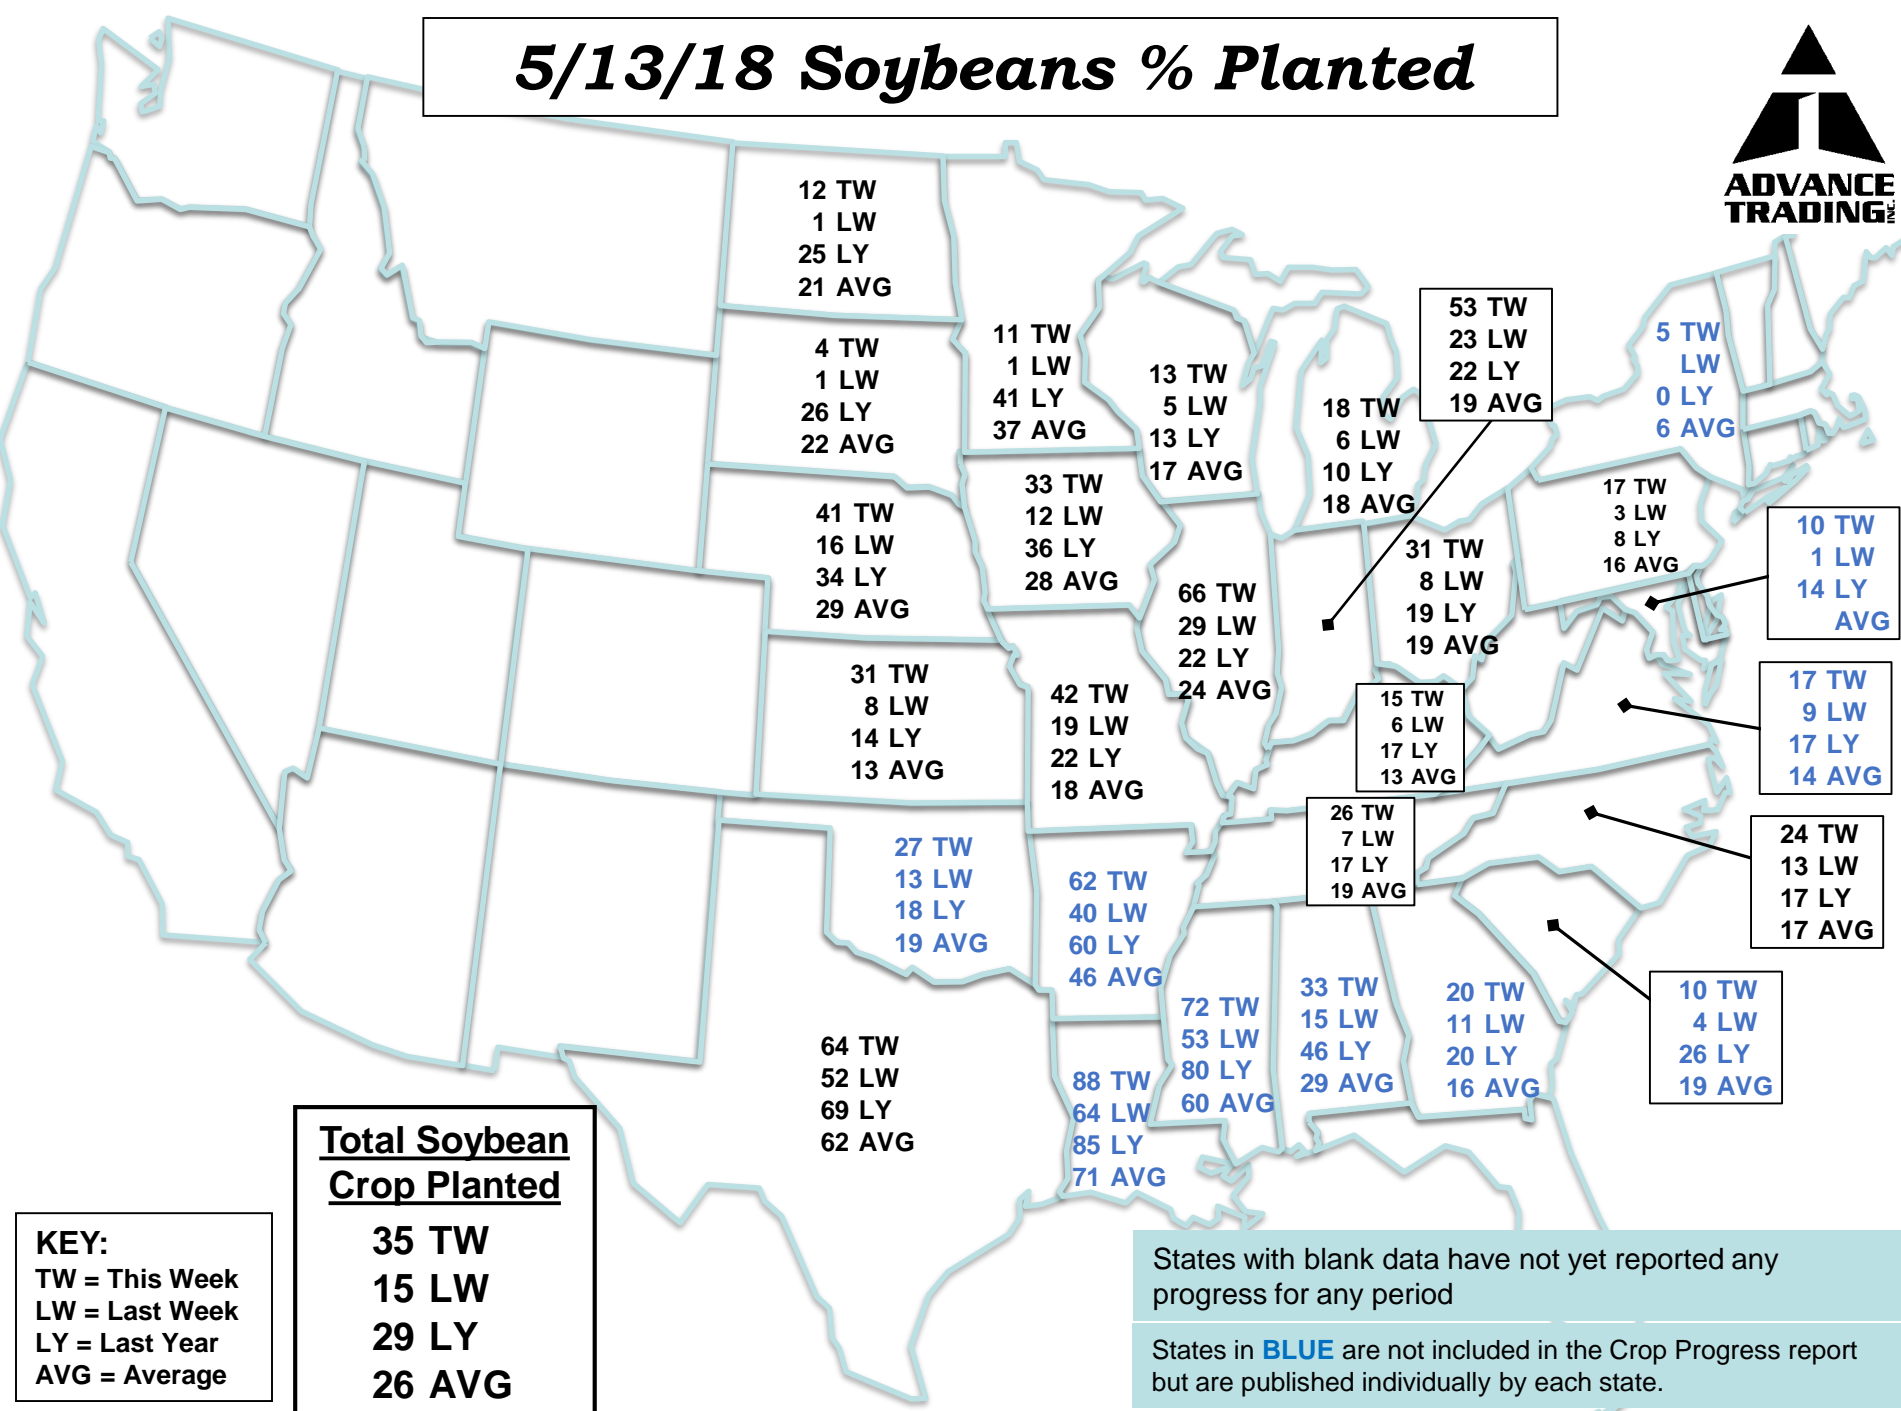 5/13/18 Soybeans % Planted
ADVANCE
TRADING INC.
12 TW
1 LW
25 LY
21 AVG
4 TW
1 LW
26 LY
22 AVG
11 TW
1 LW
41 LY
37 AVG
13 TW
5 LW
13 LY
17 AVG
18 TW
6 LW
10 LY
18 AVG
53 TW
23 LW
22 LY
19 AVG
5 TW
LW
0 LY
6 AVG
41 TW
16 LW
34 LY
29 AVG
33 TW
12 LW
36 LY
28 AVG
66 TW
29 LW
22 LY
24 AVG
31 TW
8 LW
19 LY
19 AVG
17 TW
3 LW
8 LY
16 AVG
10 TW
1 LW
14 LY
AVG
31 TW
8 LW
14 LY
13 AVG
42 TW
19 LW
22 LY
18 AVG
15 TW
6 LW
17 LY
13 AVG
17 TW
9 LW
17 LY
14 AVG
27 TW
13 LW
18 LY
19 AVG
62 TW
40 LW
60 LY
46 AVG
26 TW
7 LW
17 LY
19 AVG
24 TW
13 LW
17 LY
17 AVG
64 TW
52 LW
69 LY
62 AVG
88 TW
64 LW
85 LY
71 AVG
72 TW
53 LW
80 LY
60 AVG
33 TW
15 LW
46 LY
29 AVG
20 TW
11 LW
20 LY
16 AVG
10 TW
4 LW
26 LY
19 AVG
KEY:
TW = This Week
LW = Last Week
LY = Last Year
AVG = Average
Total Soybean
Crop Planted
35 TW
15 LW
29 LY
26 AVG
States with blank data have not yet reported any
progress for any period
States in BLUE are not included in the Crop Progress report
but are published individually by each state.